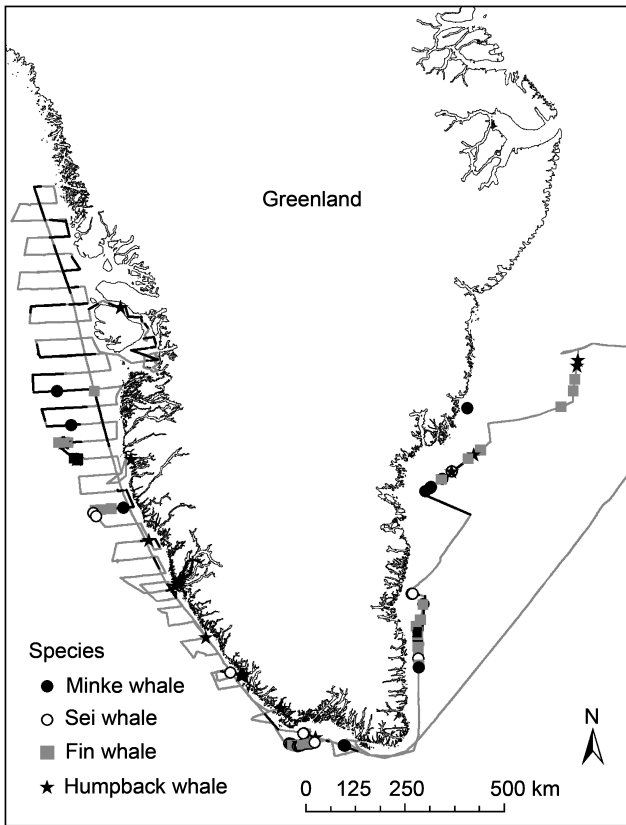 Greenland
Species
Minke whale
Sei whale
Fin whale
Humpback whale
N
0 125 250 500 km